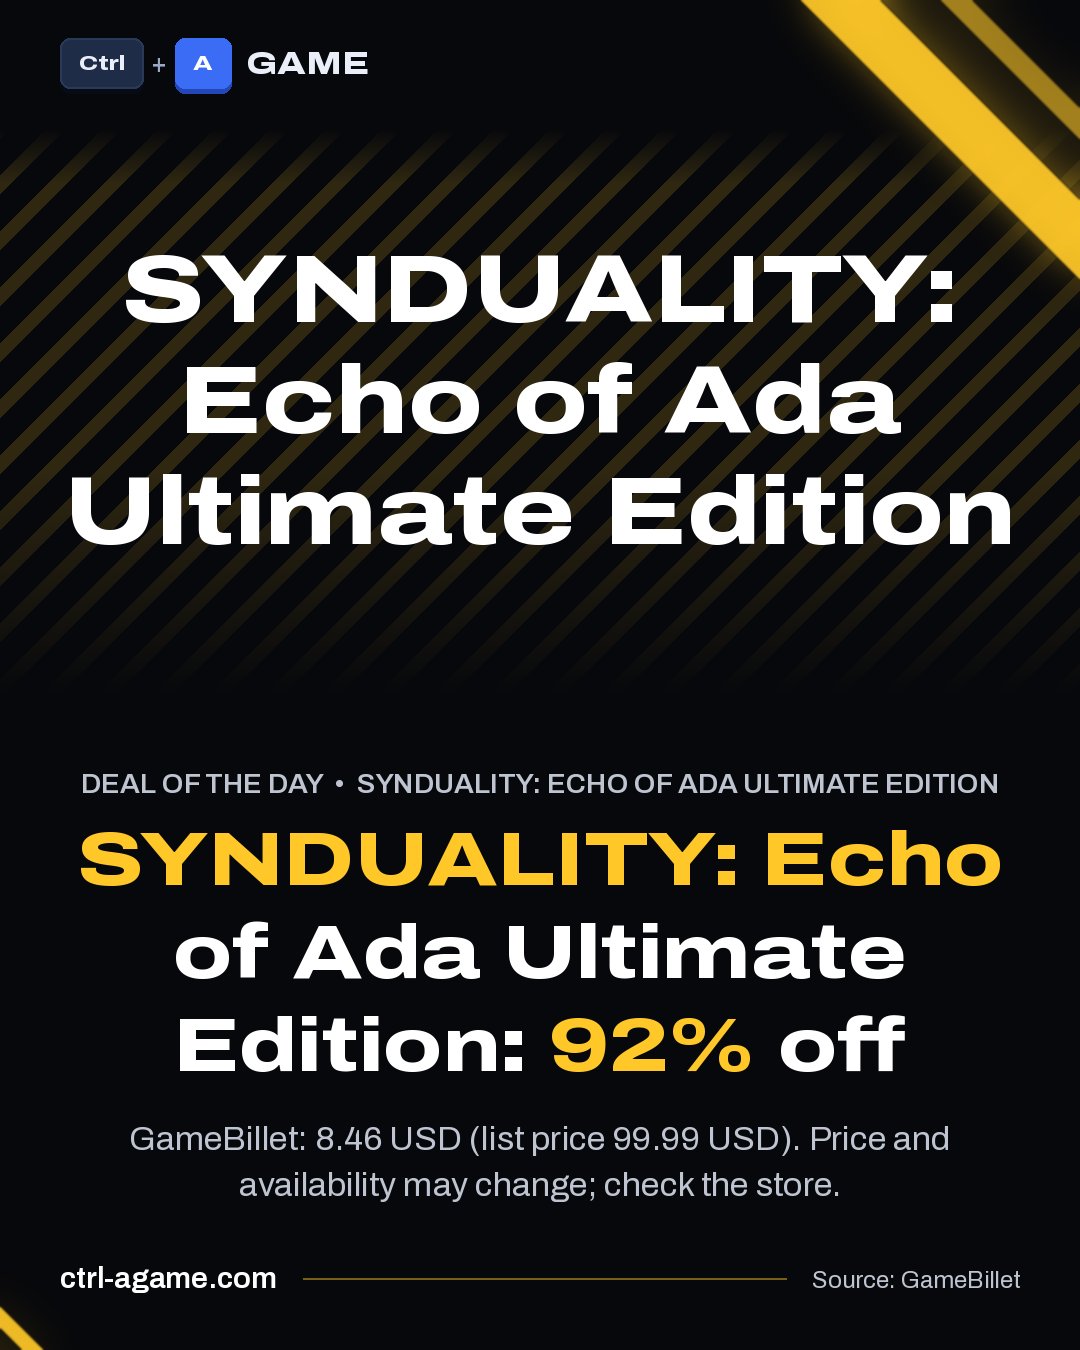 Ctrl + A GAME
SYNDUALITY:
Echo of Ada
Ultimate Edition
DEAL OF THE DAY • SYNDUALITY: ECHO OF ADA ULTIMATE EDITION
SYNDUALITY: Echo
of Ada Ultimate
Edition: 92% off
GameBillet: 8.46 USD (list price 99.99 USD). Price and
availability may change; check the store.
ctrl-agame.com
Source: GameBillet